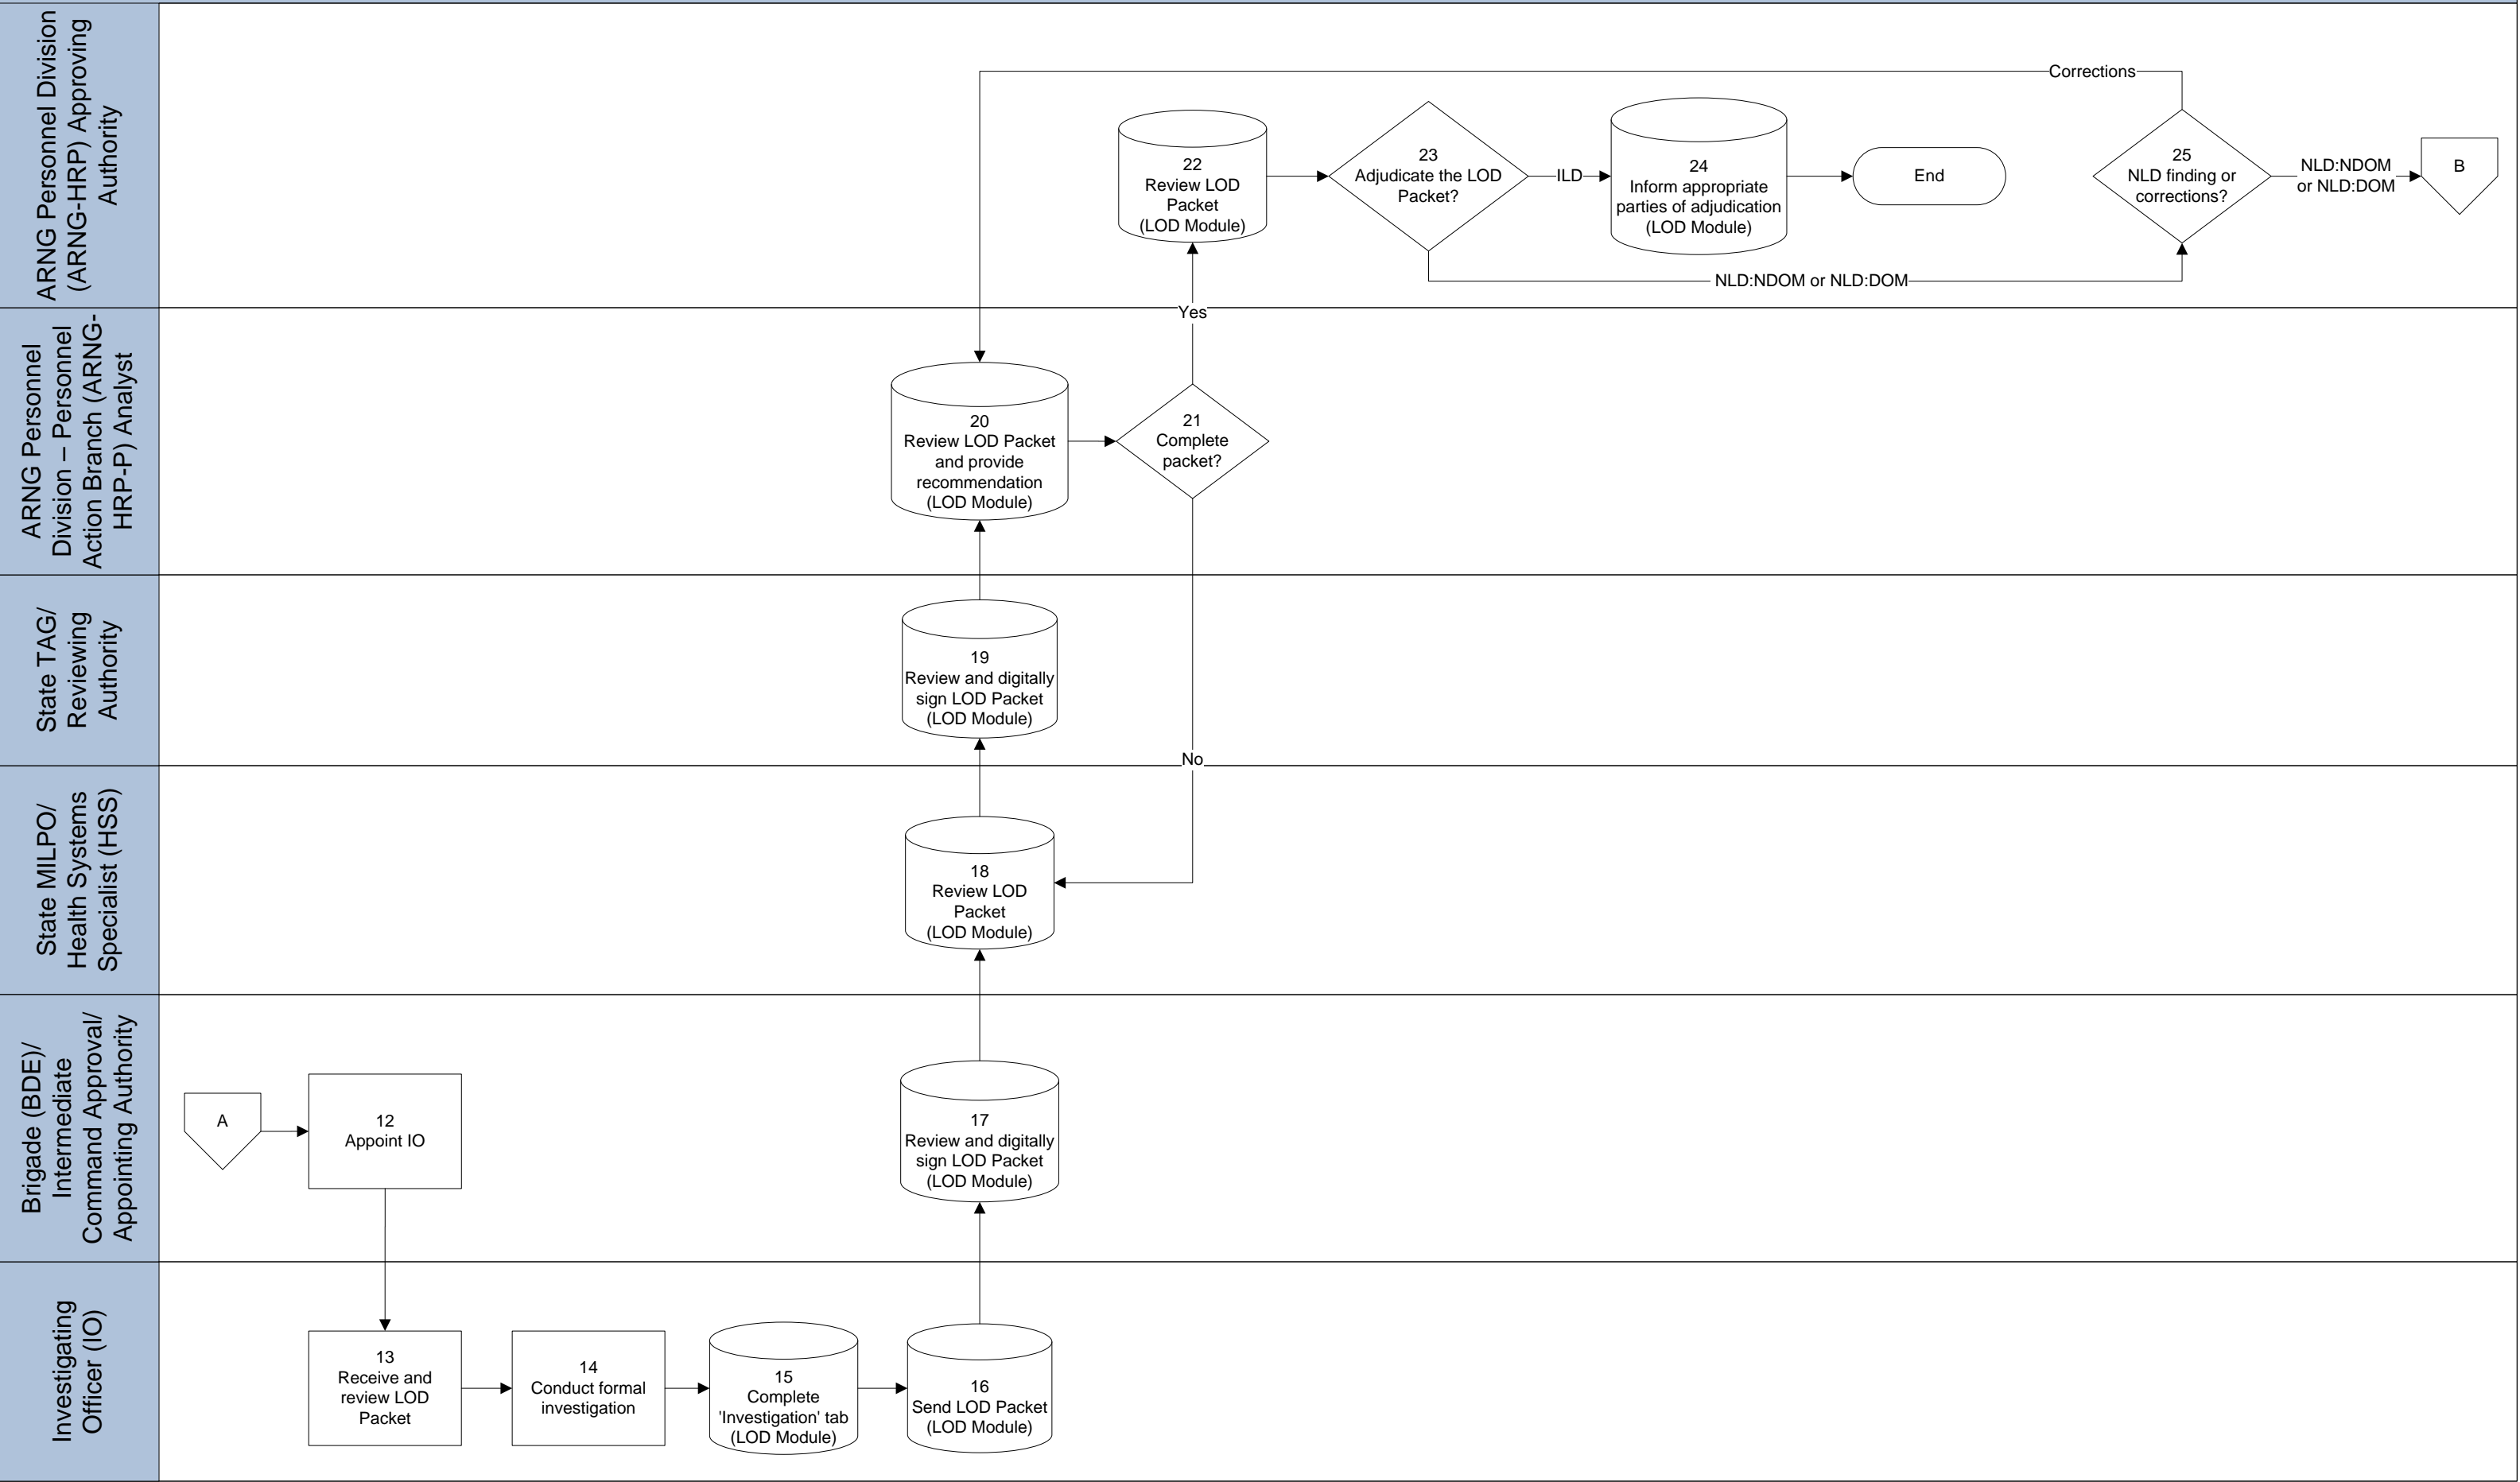 ARNG Personnel Division
(ARNG-HRP) Approving
Authority
Corrections
22
Review LOD
Packet
(LOD Module)
23
Adjudicate the LOD
Packet?
ILD
24
Inform appropriate
parties of adjudication
(LOD Module)
End
25
NLD finding or
corrections?
NLD:NDOM
or NLD:DOM
B
NLD:NDOM or NLD:DOM
Yes
ARNG Personnel
Division – Personnel
Action Branch (ARNG-
HRP-P) Analyst
20
Review LOD Packet
and provide
recommendation
(LOD Module)
21
Complete
packet?
State TAG/
Reviewing
Authority
19
Review and digitally
sign LOD Packet
(LOD Module)
No
State MILPO/
Health Systems
Specialist (HSS)
18
Review LOD
Packet
(LOD Module)
Brigade (BDE)/
Intermediate
Command Approval/
Appointing Authority
A
12
Appoint IO
17
Review and digitally
sign LOD Packet
(LOD Module)
Investigating
Officer (IO)
13
Receive and
review LOD
Packet
14
Conduct formal
investigation
15
Complete
'Investigation' tab
(LOD Module)
16
Send LOD Packet
(LOD Module)